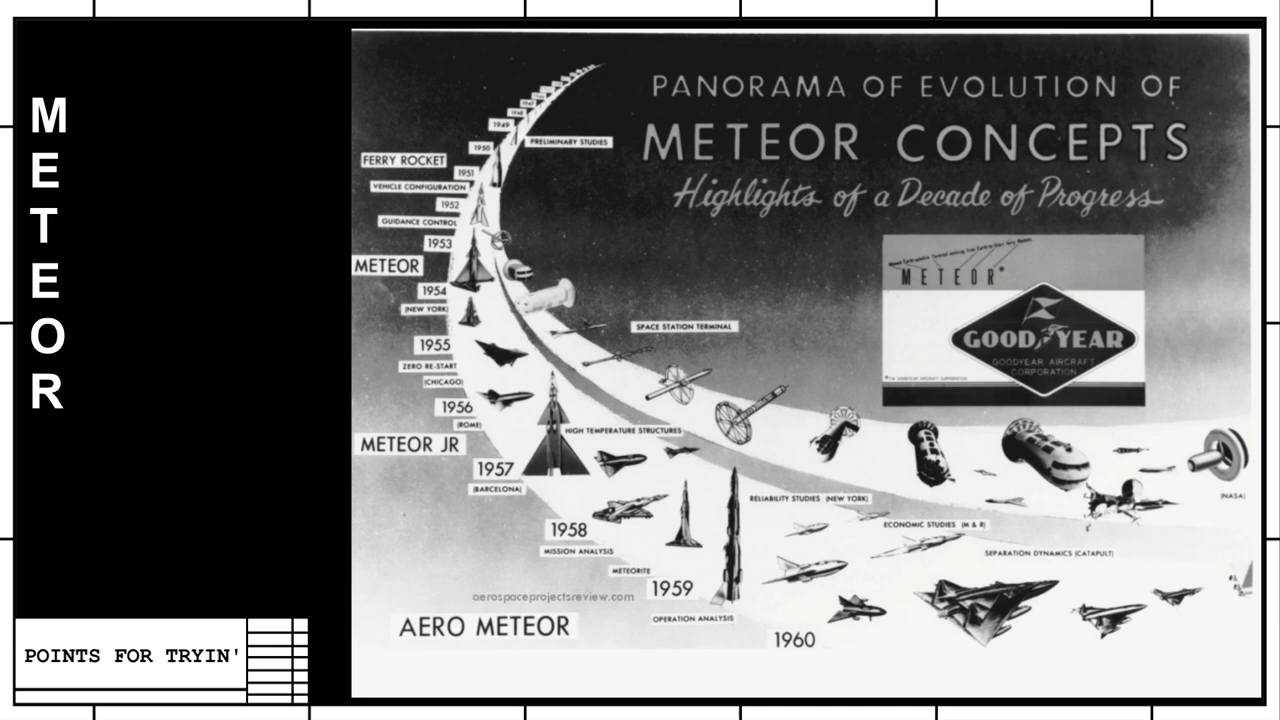 METEOR
PANORAMA OF EVOLUTION OF
METEOR CONCEPTS
Highlights of a Decade of Progress
1949
PRELIMINARY STUDIES
1950
FERRY ROCKET
1951
VEHICLE CONFIGURATION
1952
GUIDANCE CONTROL
1953
METEOR
1954
(NEW YORK)
1955
ZERO RE-START
(CHICAGO)
1956
(ROME)
METEOR JR
1957
(BARCELONA)
1958
MISSION ANALYSIS
METEORITE
1959
OPERATION ANALYSIS
AERO METEOR
1960
SPACE STATION TERMINAL
HIGH TEMPERATURE STRUCTURES
RELIABILITY STUDIES (NEW YORK)
ECONOMIC STUDIES (M & R)
SEPARATION DYNAMICS (CATAPULT)
(NASA)
METEOR*
GOODYEAR
GOODYEAR AIRCRAFT
CORPORATION
aerospaceprojectsreview.com
POINTS FOR TRYIN'